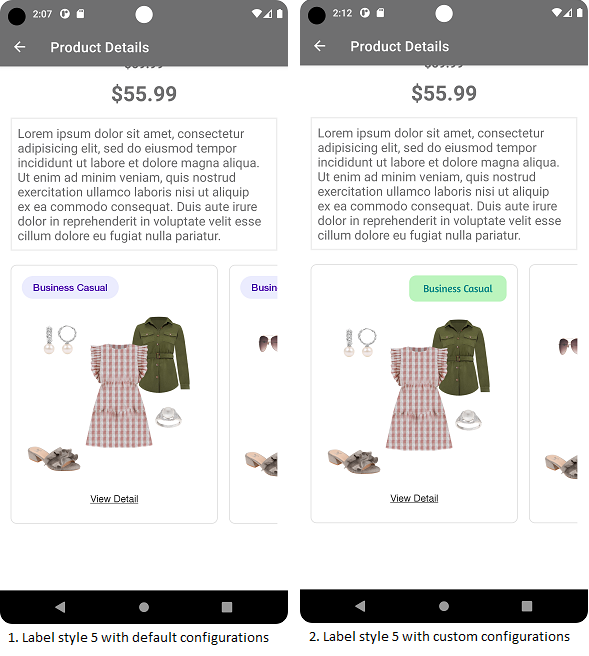 2:07
Product Details
$55.99
Lorem ipsum dolor sit amet, consectetur
adipisicing elit, sed do eiusmod tempor
incididunt ut labore et dolore magna aliqua.
Ut enim ad minim veniam, quis nostrud
exercitation ullamco laboris nisi ut aliquip
ex ea commodo consequat. Duis aute irure
dolor in reprehenderit in voluptate velit esse
cillum dolore eu fugiat nulla pariatur.
Business Casual
Busin
View Detail
1. Label style 5 with default configurations
2:12
Product Details
$55.99
Lorem ipsum dolor sit amet, consectetur
adipisicing elit, sed do eiusmod tempor
incididunt ut labore et dolore magna aliqua.
Ut enim ad minim veniam, quis nostrud
exercitation ullamco laboris nisi ut aliquip
ex ea commodo consequat. Duis aute irure
dolor in reprehenderit in voluptate velit esse
cillum dolore eu fugiat nulla pariatur.
Business Casual
View Detail
2. Label style 5 with custom configurations